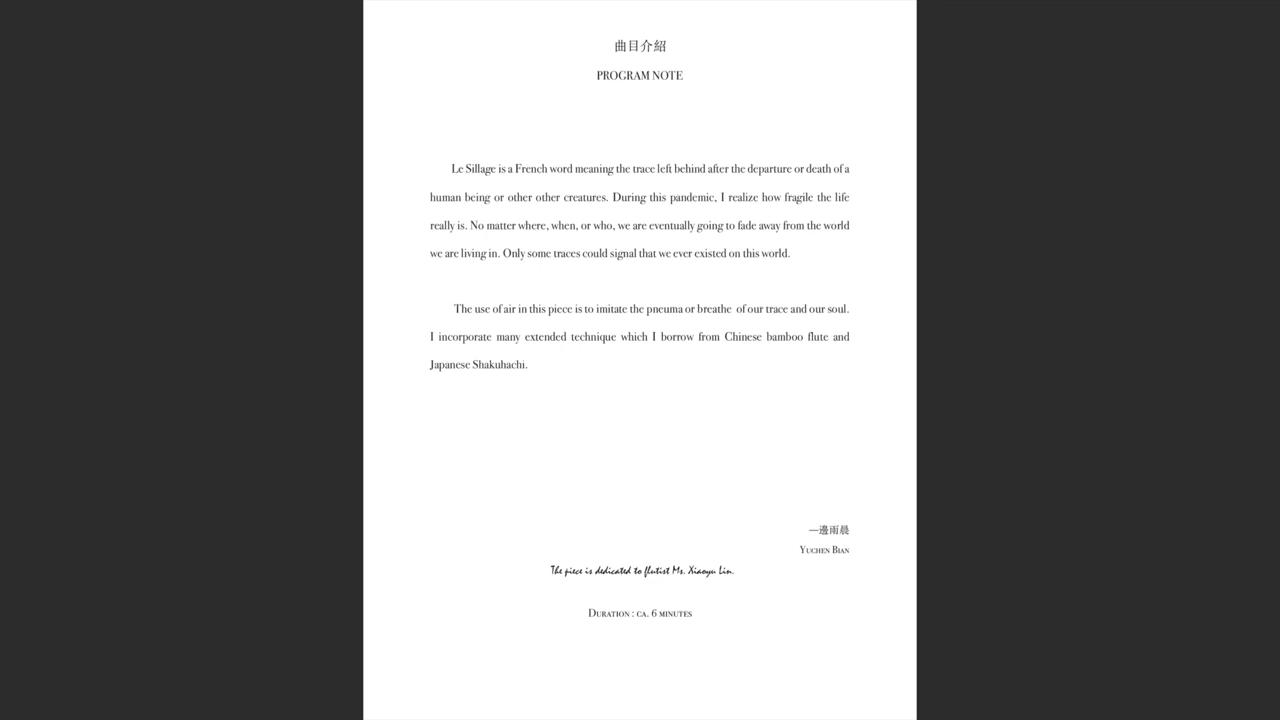 曲目介紹
PROGRAM NOTE
Le Sillage is a French word meaning the trace left behind after the departure or death of a
human being or other other creatures. During this pandemic, I realize how fragile the life
really is. No matter where, when, or who, we are eventually going to fade away from the world
we are living in. Only some traces could signal that we ever existed on this world.
The use of air in this piece is to imitate the pneuma or breathe of our trace and our soul.
I incorporate many extended technique which I borrow from Chinese bamboo flute and
Japanese Shakuhachi.
—邊雨晨
Yuchen Bian
The piece is dedicated to flutist Ms. Xiaoyu Lin.
Duration : ca. 6 minutes